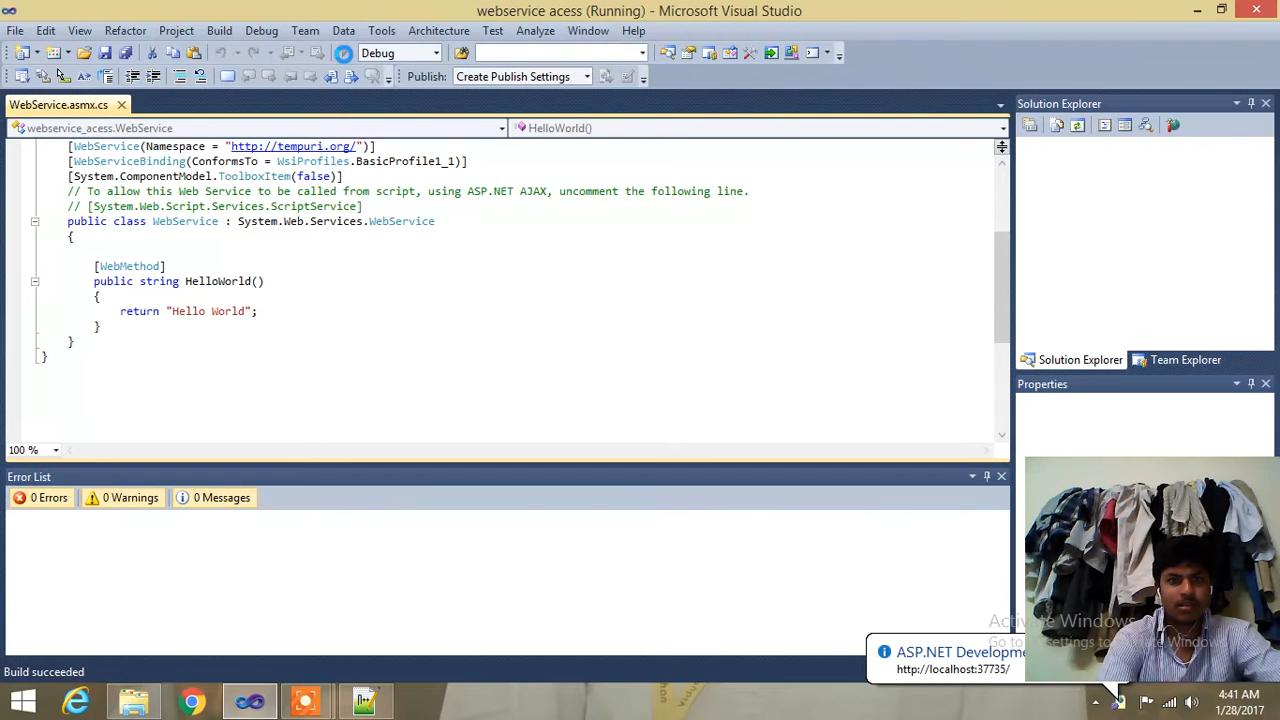 webservice acess (Running) - Microsoft Visual Studio
File Edit View Refactor Project Build Debug Team Data Tools Architecture Test Analyze Window Help
Debug
Publish: Create Publish Settings
WebService.asmx.cs
Solution Explorer
webservice_acess.WebService
HelloWorld()
[WebService(Namespace = "http://tempuri.org/")]
[WebServiceBinding(ConformsTo = WsiProfiles.BasicProfile1_1)]
[System.ComponentModel.ToolboxItem(false)]
// To allow this Web Service to be called from script, using ASP.NET AJAX, uncomment the following line.
// [System.Web.Script.Services.ScriptService]
public class WebService : System.Web.Services.WebService
{
[WebMethod]
public string HelloWorld()
{
return "Hello World";
}
}
}
Solution Explorer Team Explorer
Properties
100 %
Error List
0 Errors 0 Warnings 0 Messages
Activate Windows
ASP.NET Developme
http://localhost:37735/
Build succeeded
4:41 AM
1/28/2017